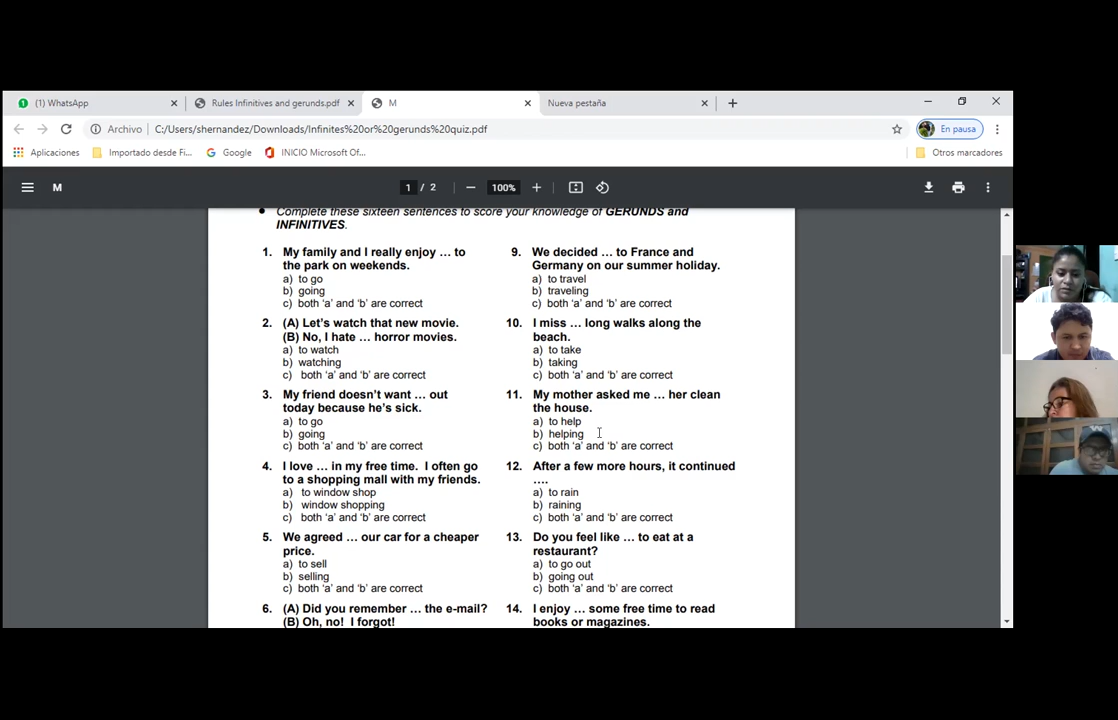 (1) WhatsApp
Rules Infinitives and gerunds.pdf
M
Nueva pestaña
Archivo
C:/Users/shernandez/Downloads/Infinites%20or%20gerunds%20quiz.pdf
En pausa
Aplicaciones
Importado desde Fi...
Google
INICIO Microsoft Of...
Otros marcadores
M
1 / 2
100%
• Complete these sixteen sentences to score your knowledge of GERUNDS and
INFINITIVES.
1. My family and I really enjoy … to
the park on weekends.
a) to go
b) going
c) both 'a' and 'b' are correct
2. (A) Let's watch that new movie.
(B) No, I hate … horror movies.
a) to watch
b) watching
c) both 'a' and 'b' are correct
3. My friend doesn't want … out
today because he's sick.
a) to go
b) going
c) both 'a' and 'b' are correct
4. I love … in my free time. I often go
to a shopping mall with my friends.
a) to window shop
b) window shopping
c) both 'a' and 'b' are correct
5. We agreed … our car for a cheaper
price.
a) to sell
b) selling
c) both 'a' and 'b' are correct
6. (A) Did you remember … the e-mail?
(B) Oh, no! I forgot!
9. We decided … to France and
Germany on our summer holiday.
a) to travel
b) traveling
c) both 'a' and 'b' are correct
10. I miss … long walks along the
beach.
a) to take
b) taking
c) both 'a' and 'b' are correct
11. My mother asked me … her clean
the house.
a) to help
b) helping
c) both 'a' and 'b' are correct
12. After a few more hours, it continued
….
a) to rain
b) raining
c) both 'a' and 'b' are correct
13. Do you feel like … to eat at a
restaurant?
a) to go out
b) going out
c) both 'a' and 'b' are correct
14. I enjoy … some free time to read
books or magazines.